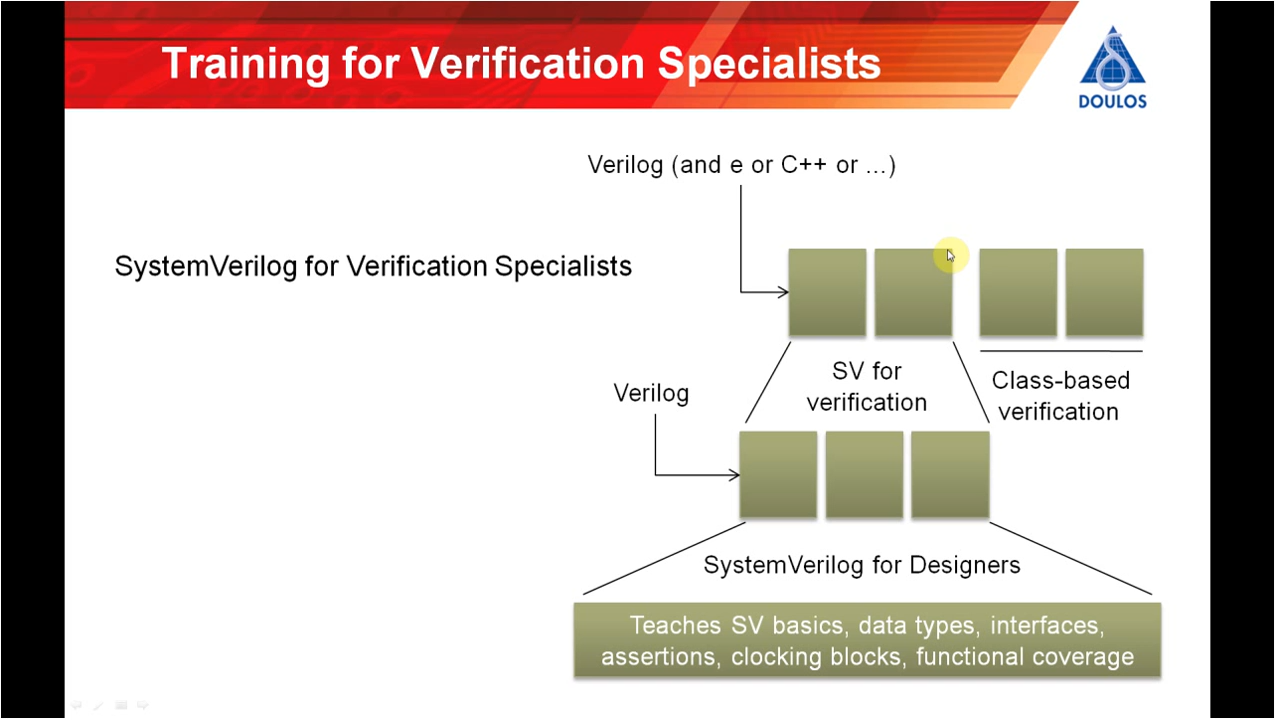 Training for Verification Specialists
DOULOS
Verilog (and e or C++ or ...)
SystemVerilog for Verification Specialists
SV for
verification
Class-based
verification
Verilog
SystemVerilog for Designers
Teaches SV basics, data types, interfaces,
assertions, clocking blocks, functional coverage